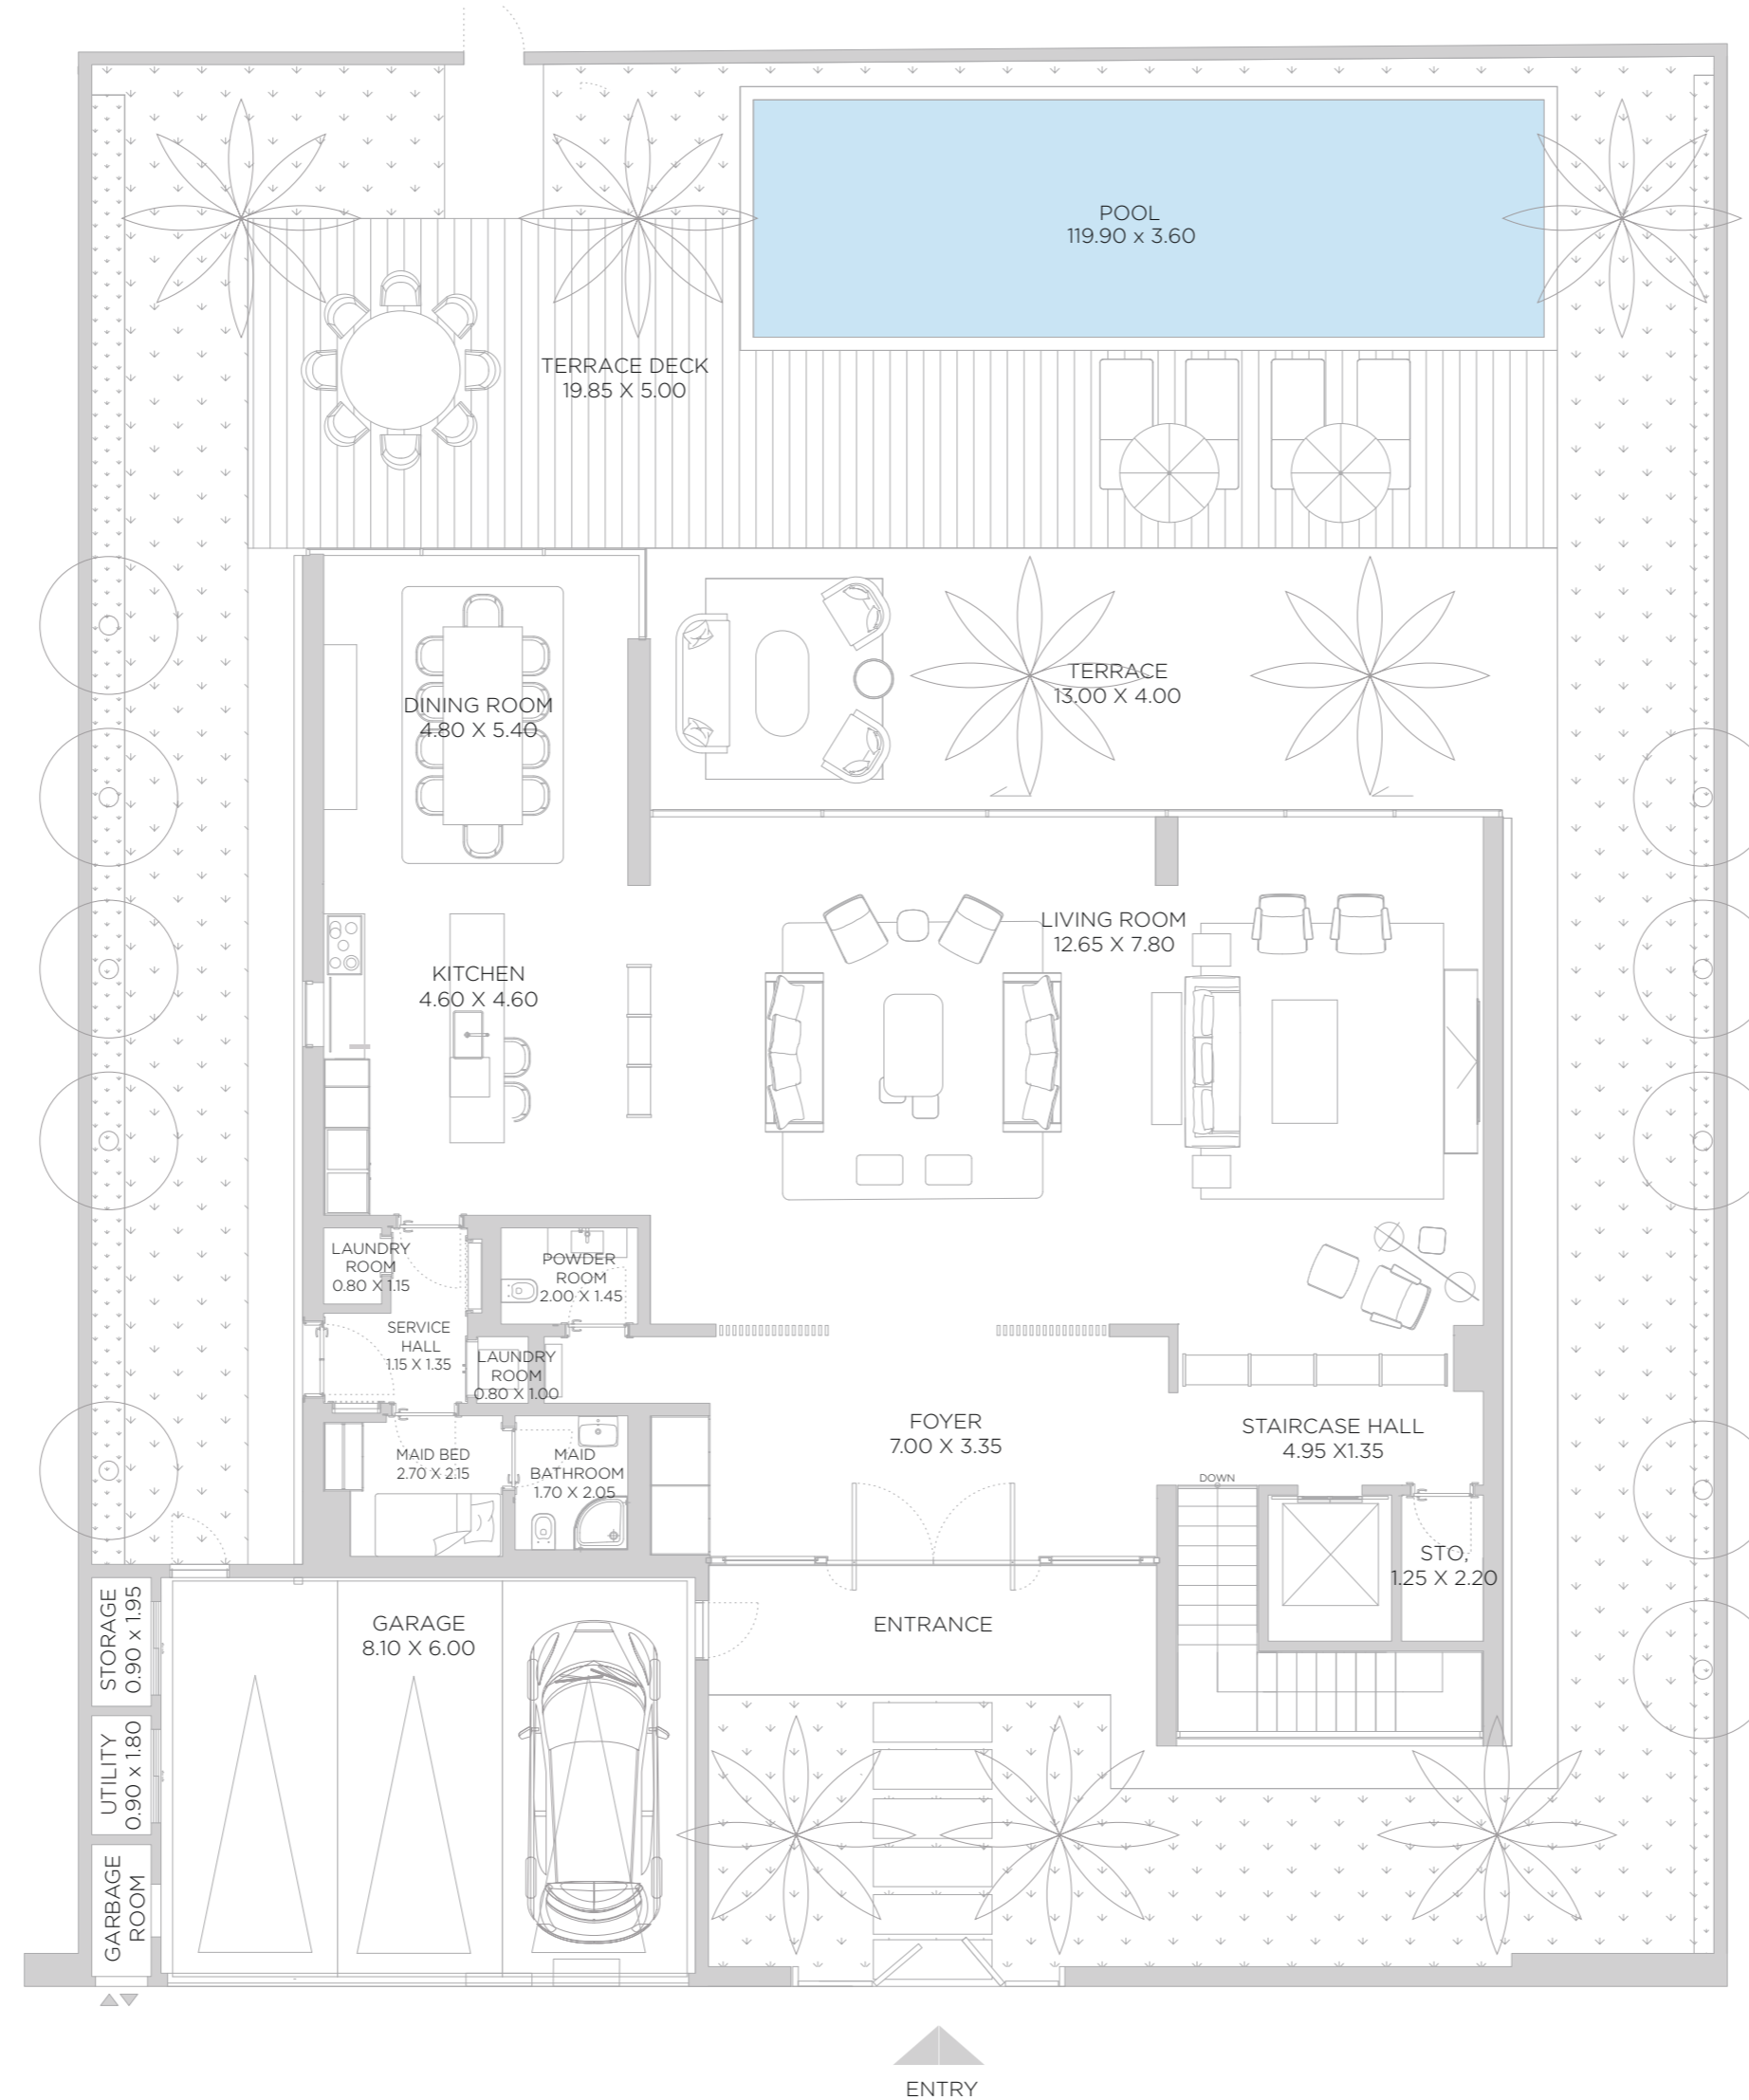 POOL
119.90 x 3.60
TERRACE DECK
19.85 X 5.00
TERRACE
13.00 X 4.00
DINING ROOM
4.80 X 5.40
LIVING ROOM
12.65 X 7.80
KITCHEN
4.60 X 4.60
LAUNDRY
ROOM
0.80 X 1.15
POWDER
ROOM
2.00 X 1.45
SERVICE
HALL
1.15 X 1.35
LAUNDRY
ROOM
0.80 X 1.00
FOYER
7.00 X 3.35
STAIRCASE HALL
4.95 X1.35
MAID BED
2.70 X 2.15
MAID
BATHROOM
1.70 X 2.05
DOWN
STO,
1.25 X 2.20
STORAGE
0.90 x 1.95
GARAGE
8.10 X 6.00
ENTRANCE
UTILITY
0.90 x 1.80
GARBAGE
ROOM
ENTRY